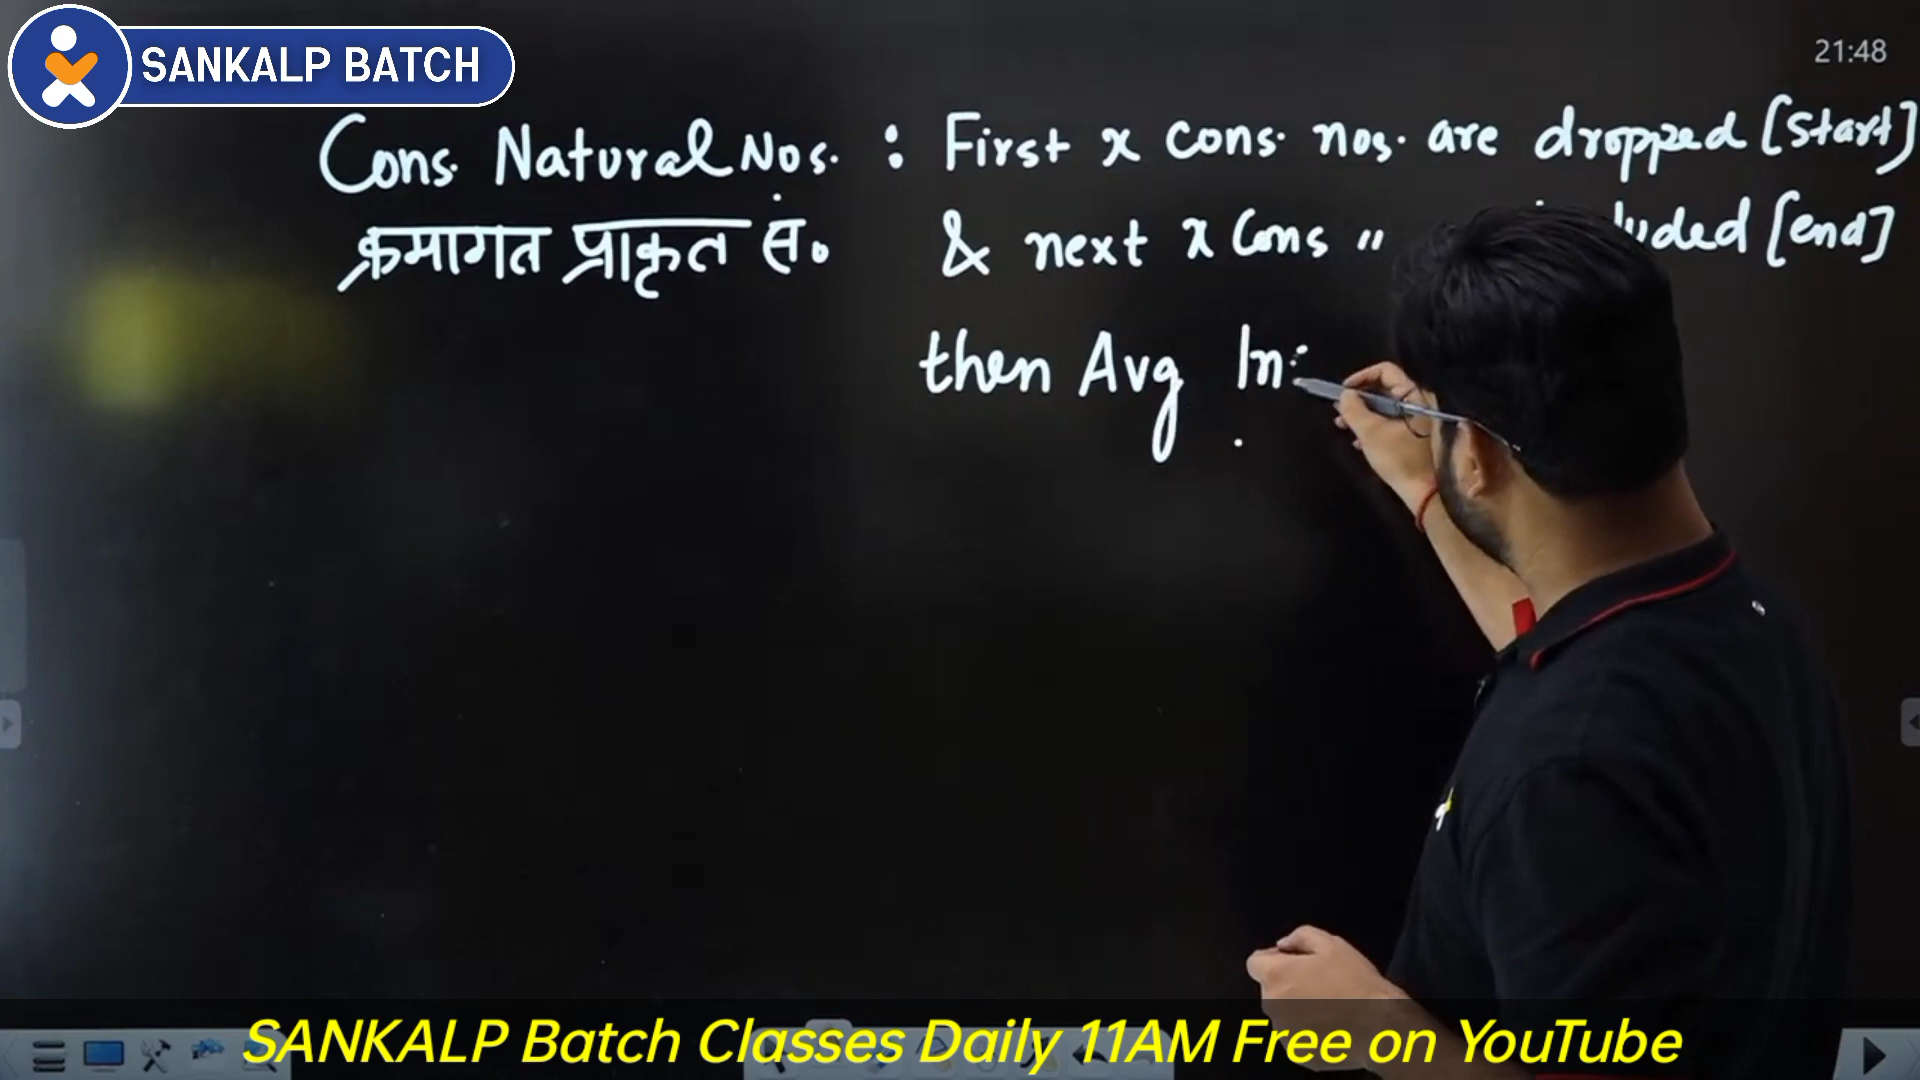 SANKALP BATCH
21:48
Cons. Natural Nos. : First x cons. nos. are dropped [Start]
क्रमागत प्राकृत सं० & next x Cons " [end]
then Avg In
SANKALP Batch Classes Daily 11AM Free on YouTube